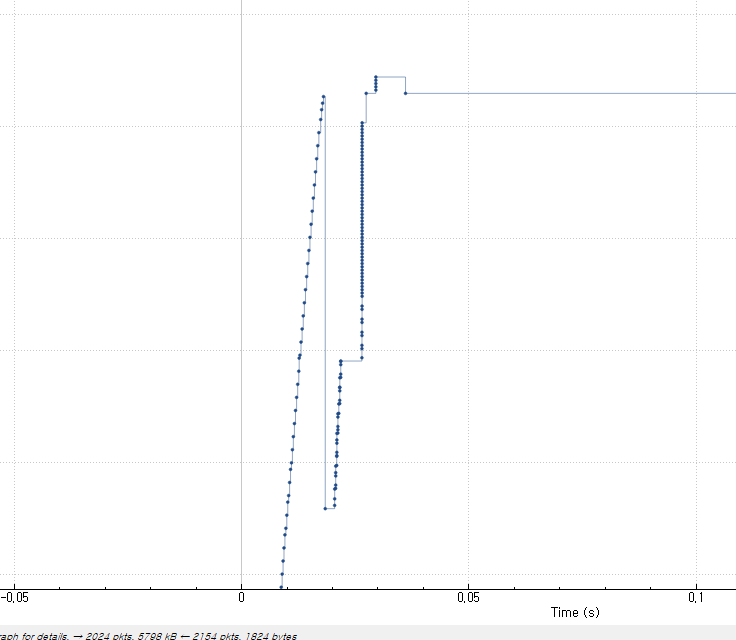 -0,05 0 0,05 0,1
Time (s)
aph for details. → 2024 pkts, 5798 kB ← 2154 pkts, 1824 bytes